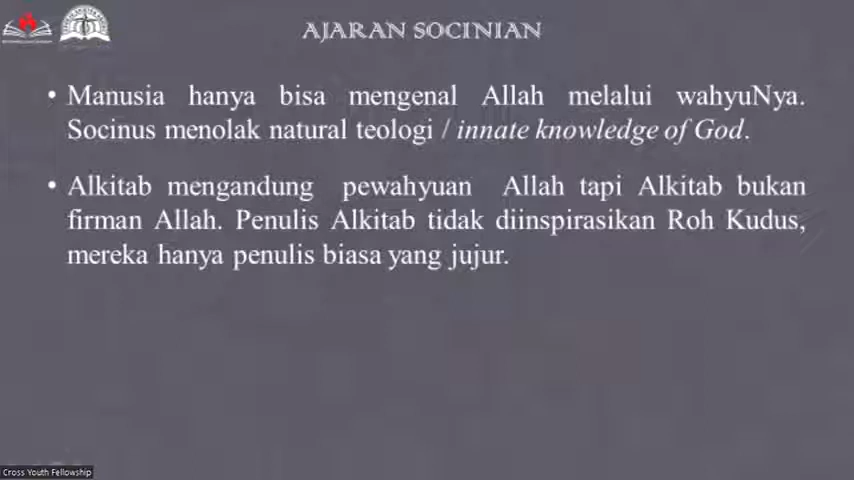 AJARAN SOCINIAN
• Manusia hanya bisa mengenal Allah melalui wahyuNya.
Socinus menolak natural teologi / innate knowledge of God.
• Alkitab mengandung pewahyuan Allah tapi Alkitab bukan
firman Allah. Penulis Alkitab tidak diinspirasikan Roh Kudus,
mereka hanya penulis biasa yang jujur.
Cross Youth Fellowship